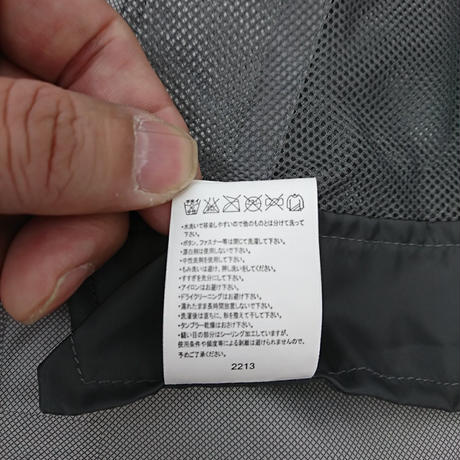 ・水洗いで移染しやすいので他のものとは分けて洗って
下さい。
・ボタン、ファスナー等は閉じて洗濯して下さい。
・漂白剤は使用しないで下さい。
・中性洗剤を使用して下さい。
・もみ洗いは避け、押し洗いをしてください。
・すすぎを充分にして下さい。
・アイロンはお避け下さい。
・ドライクリーニングはお避け下さい。
・濡れたまま長時間放置しないで下さい。
・洗濯後は直ちに、形を整えて干して下さい。
・タンブラー乾燥はおさけ下さい。
・縫い目の部分はシーリング加工していますが、
使用条件や頻度等による剥離は避けられませんので、
予めご了承ください。
2213